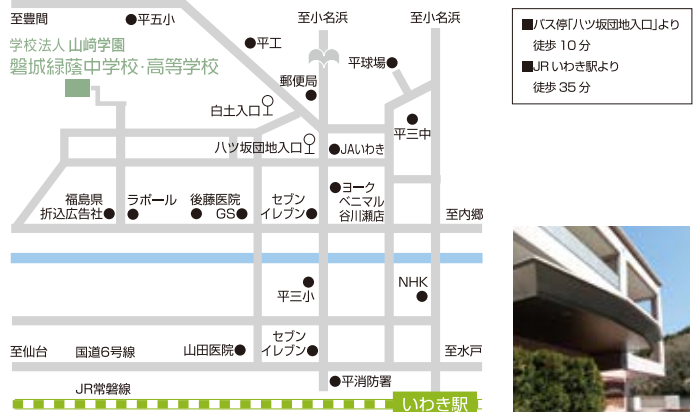 至豊間
平五小
至小名浜
至小名浜
学校法人 山﨑学園
平工
磐城緑蔭中学校・高等学校
平球場
郵便局
白土入口
平三中
八ツ坂団地入口
JAいわき
ヨーク
ベニマル
谷川瀬店
福島県
折込広告社
ラポール
後藤医院
GS
セブン
イレブン
至内郷
平三小
NHK
至仙台
国道6号線
山田医院
セブン
イレブン
至水戸
平消防署
JR常磐線
いわき駅
■バス停「八ツ坂団地入口」より
徒歩 10 分
■JR いわき駅より
徒歩 35 分